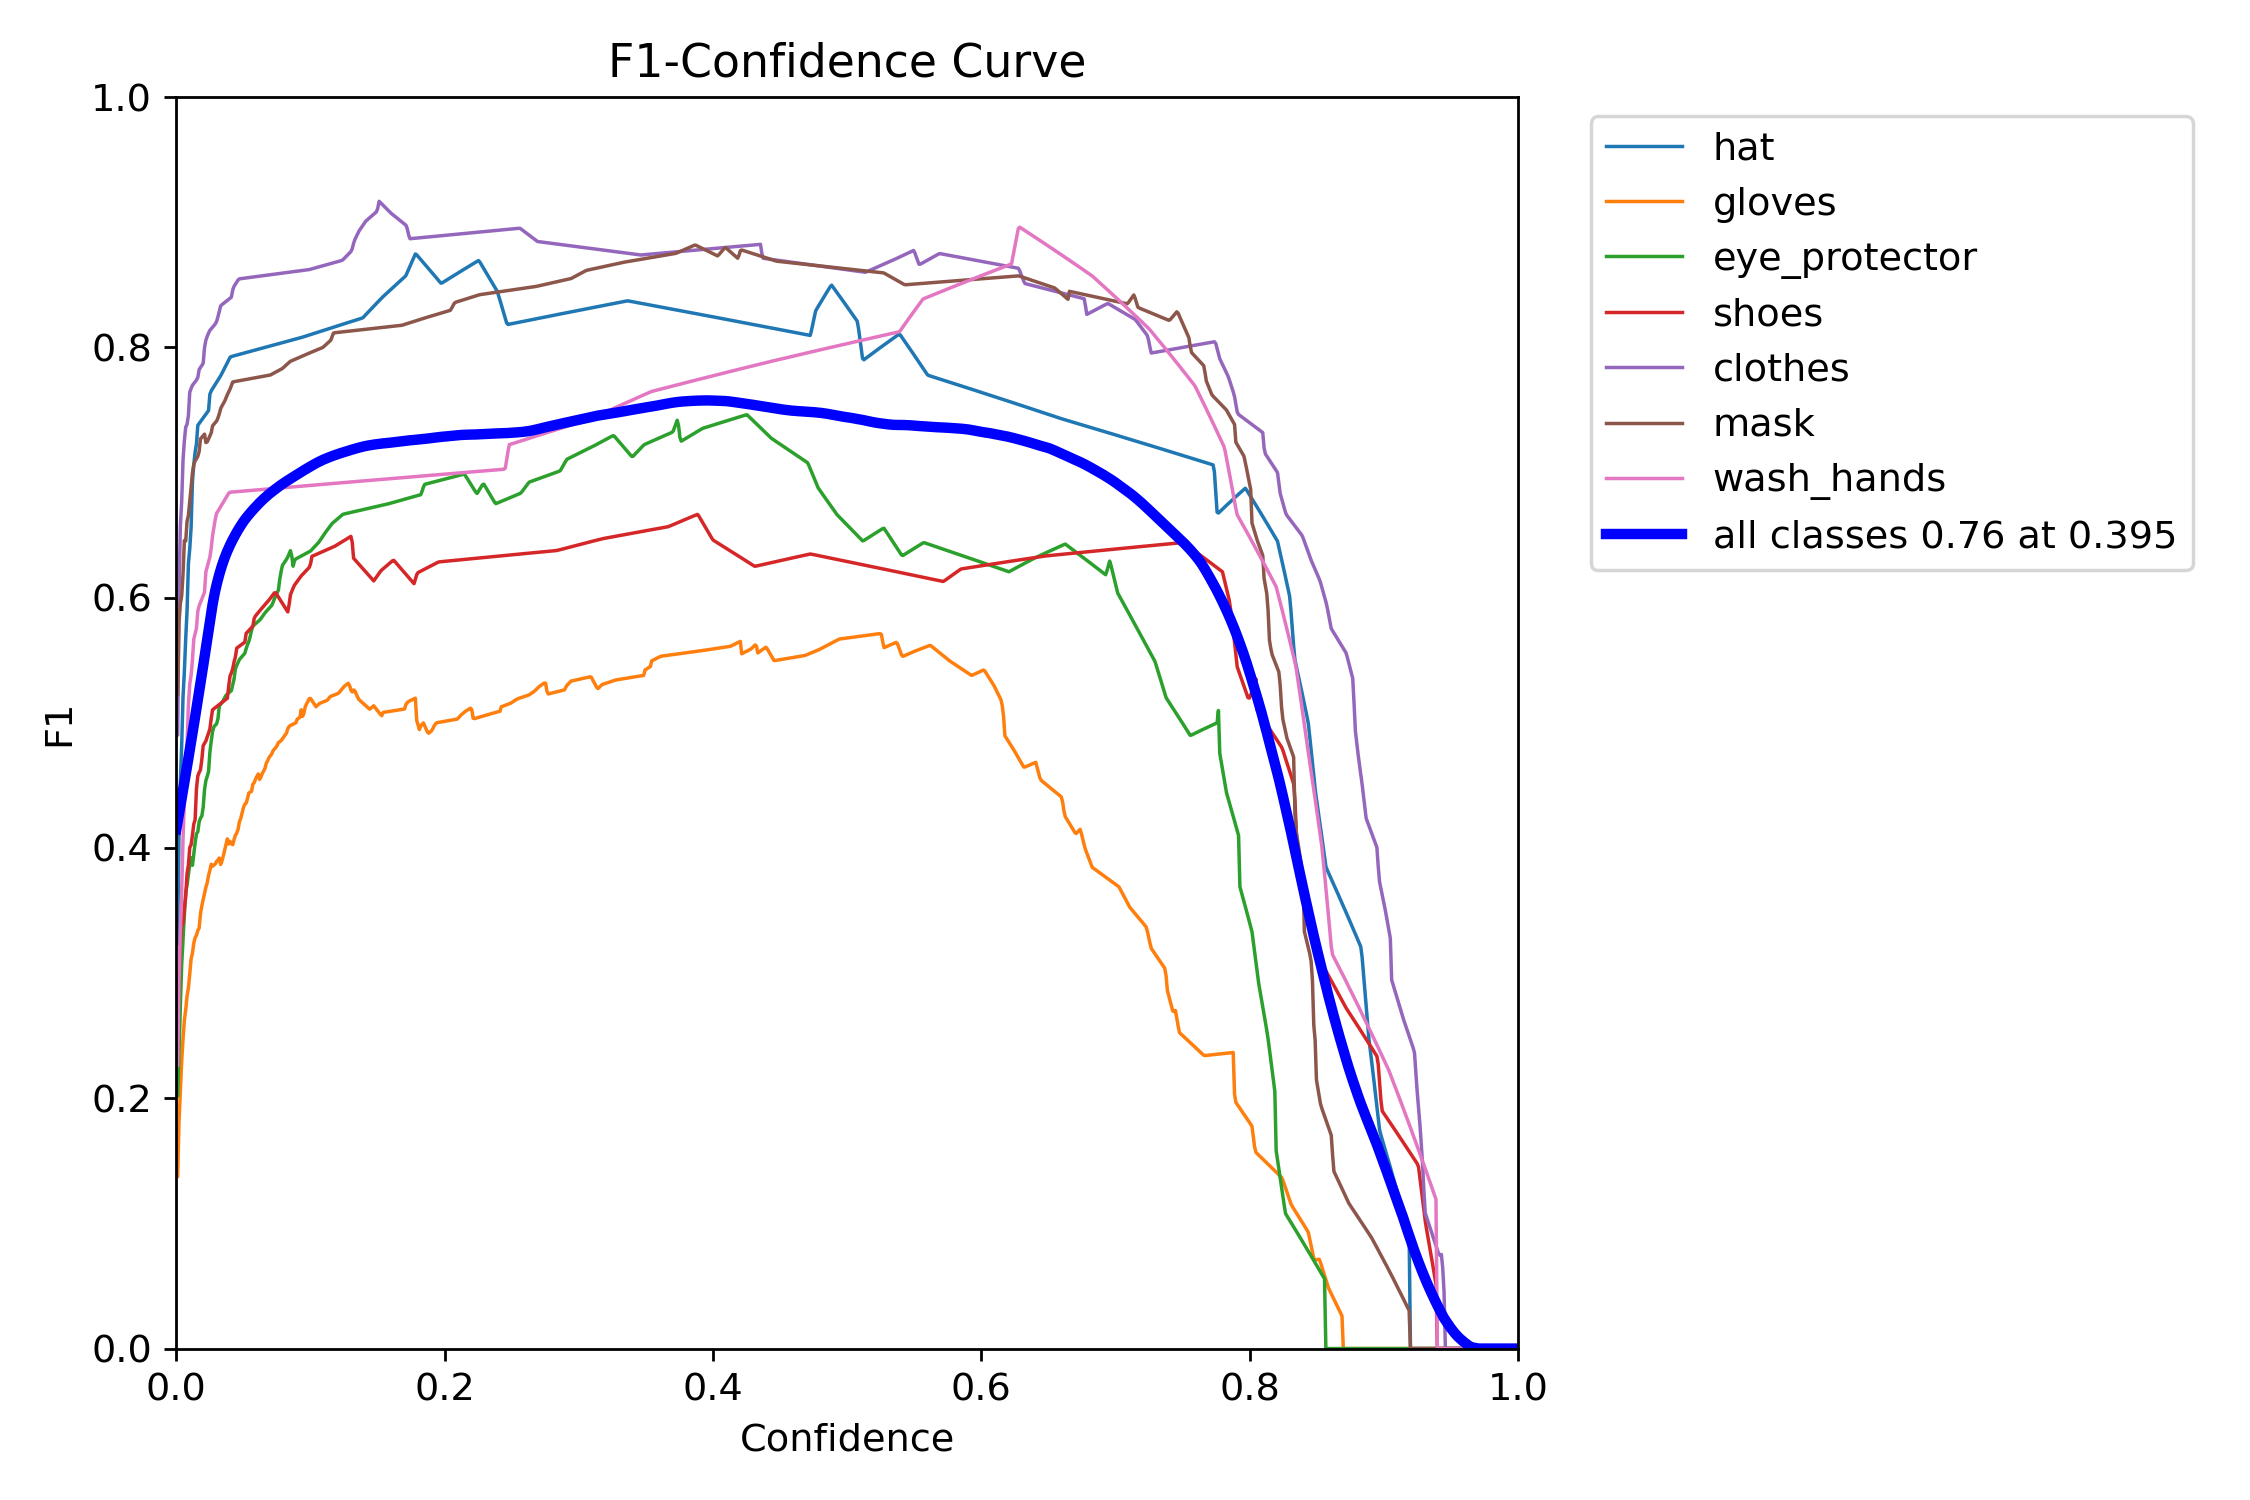 F1-Confidence Curve
1.0
0.8
0.6
0.4
0.2
0.0
F1
0.0 0.2 0.4 0.6 0.8 1.0
Confidence
hat
gloves
eye_protector
shoes
clothes
mask
wash_hands
all classes 0.76 at 0.395